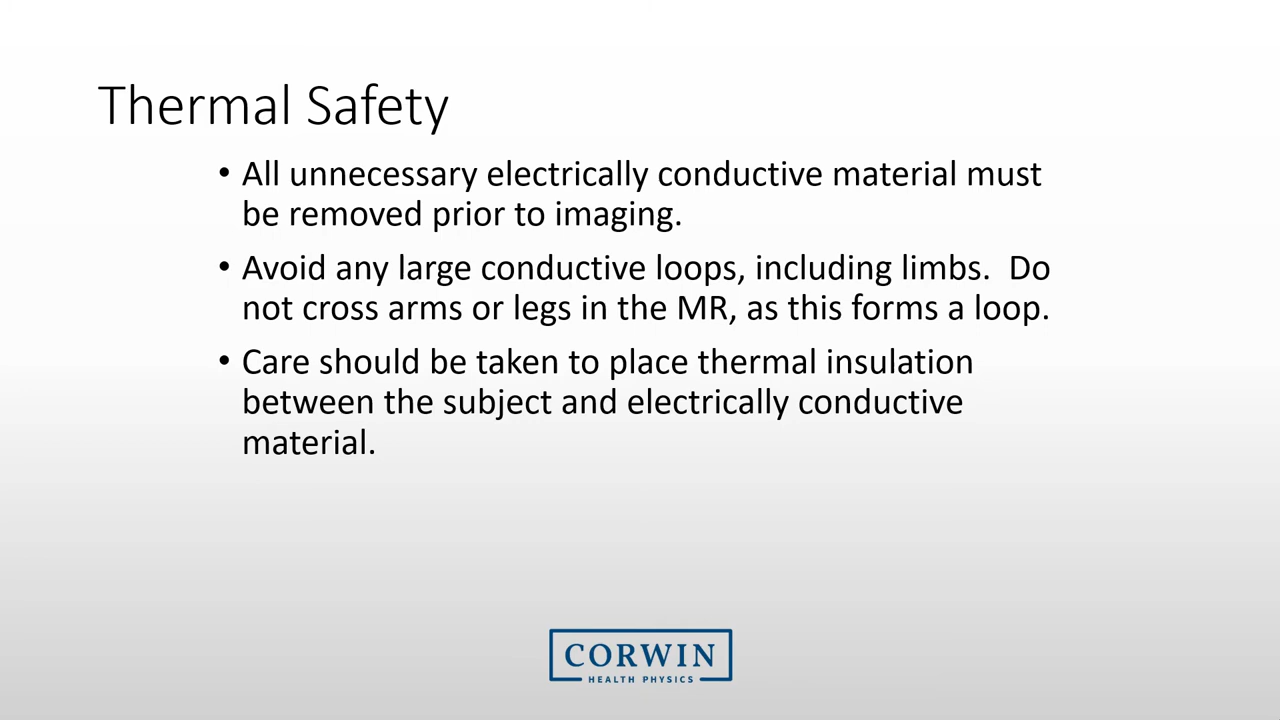 Thermal Safety
• All unnecessary electrically conductive material must
be removed prior to imaging.
• Avoid any large conductive loops, including limbs.  Do
not cross arms or legs in the MR, as this forms a loop.
• Care should be taken to place thermal insulation
between the subject and electrically conductive
material.
CORWIN
HEALTH PHYSICS